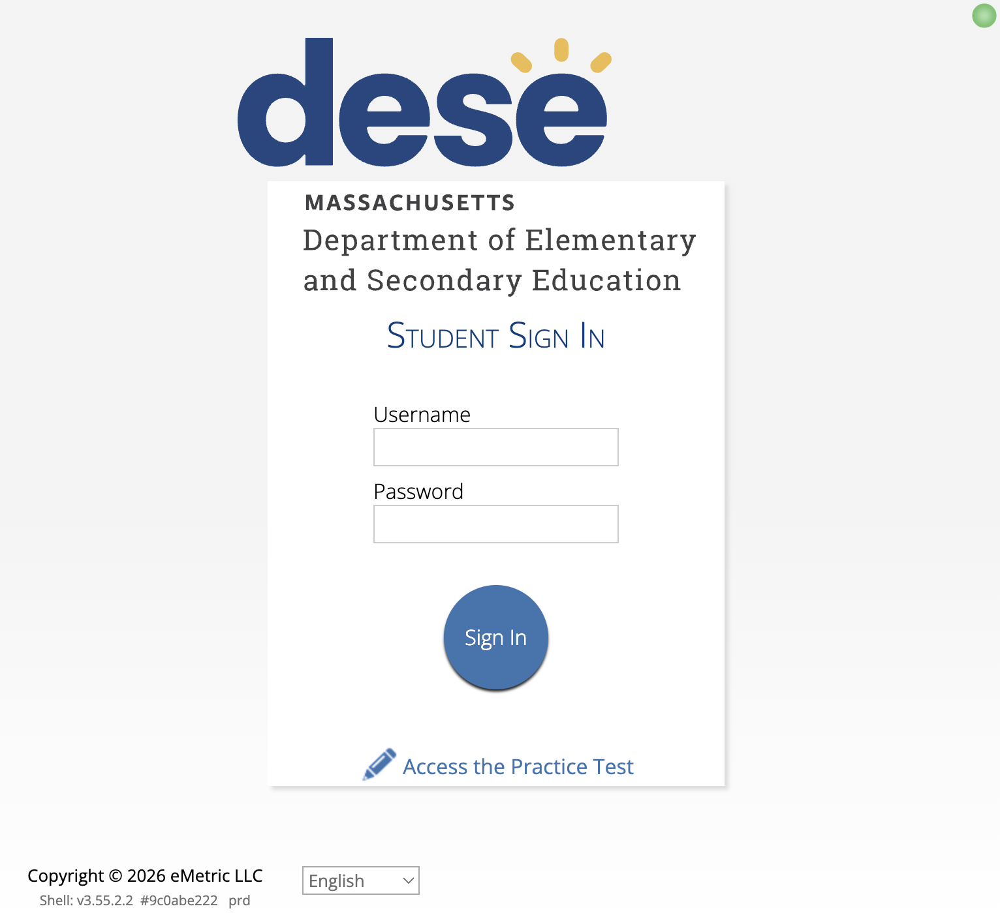 dese
MASSACHUSETTS
Department of Elementary
and Secondary Education
Student Sign In
Username
Password
Sign In
Access the Practice Test
Copyright © 2026 eMetric LLC
English
Shell: v3.55.2.2 #9c0abe222 prd